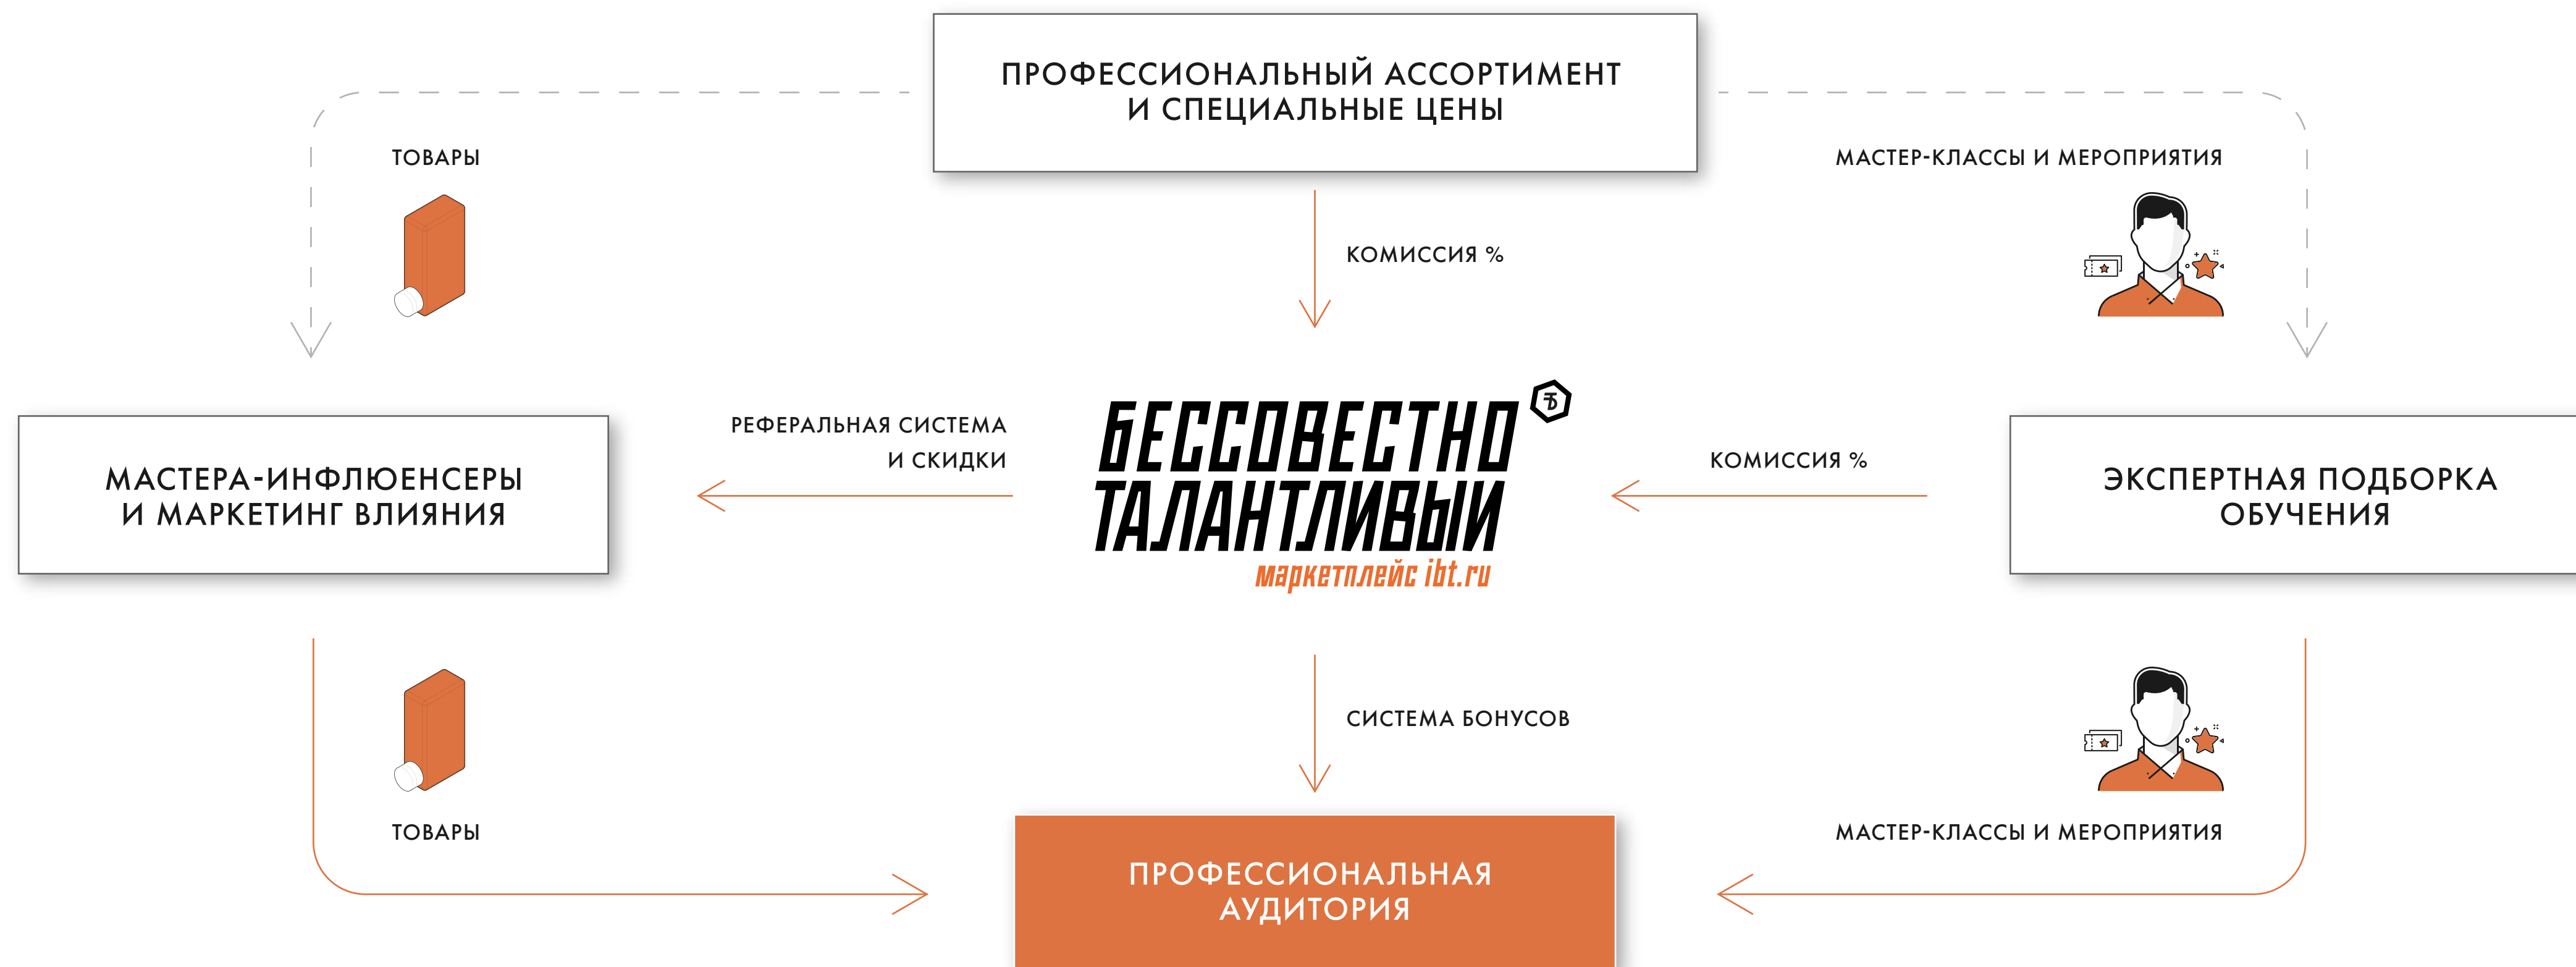 ПРОФЕССИОНАЛЬНЫЙ АССОРТИМЕНТ
И СПЕЦИАЛЬНЫЕ ЦЕНЫ
ТОВАРЫ
МАСТЕР-КЛАССЫ И МЕРОПРИЯТИЯ
КОМИССИЯ %
МАСТЕРА-ИНФЛЮЕНСЕРЫ
И МАРКЕТИНГ ВЛИЯНИЯ
РЕФЕРАЛЬНАЯ СИСТЕМА
И СКИДКИ
БЕССОВЕСТНО
ТАЛАНТЛИВЫЙ
маркетплейс ibt.ru
КОМИССИЯ %
ЭКСПЕРТНАЯ ПОДБОРКА
ОБУЧЕНИЯ
СИСТЕМА БОНУСОВ
ТОВАРЫ
МАСТЕР-КЛАССЫ И МЕРОПРИЯТИЯ
ПРОФЕССИОНАЛЬНАЯ
АУДИТОРИЯ